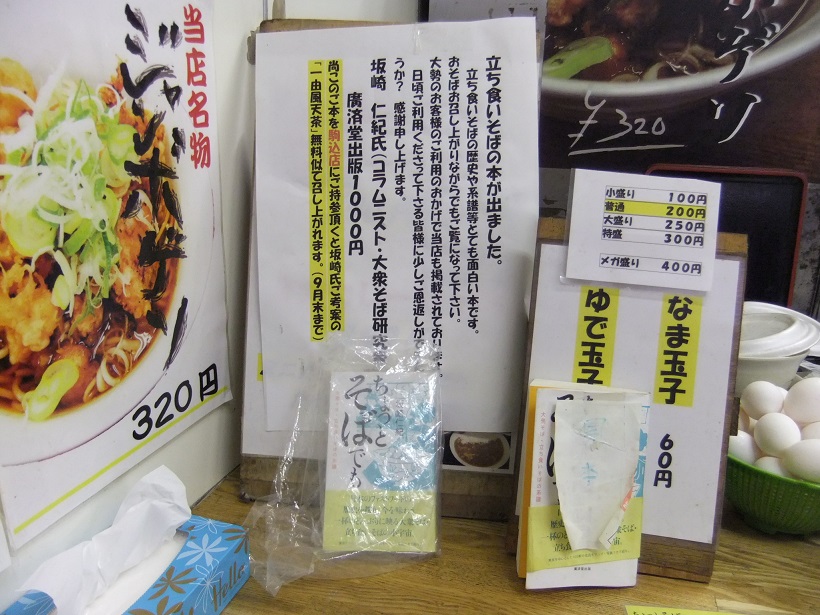 当店名物
ジャンボゲソ
320円
立ち食いそばの本が出ました。
立ち食いそばの歴史や系譜等とても面白い本です。
おそばお召し上がりながらでもご覧になって下さい。
大勢のお客様のご利用のおかげで当店も掲載されております
日頃ご利用くださって下さる皆様に少しご恩返しがで
うか？ 感謝申し上げます。
坂崎 仁紀氏(コラムニスト・大衆そば研究
廣済堂出版1000円
尚このご本を駒込店にご持参頂くと坂崎氏ご考案の
「一由風天茶」無料似て召し上がれます。(9月末まで)
ちょっと
そばでも
¥320
小盛り 100円
普通 200円
大盛り 250円
特盛 300円
メガ盛り 400円
なま玉子
ゆで玉子
60円
Hello